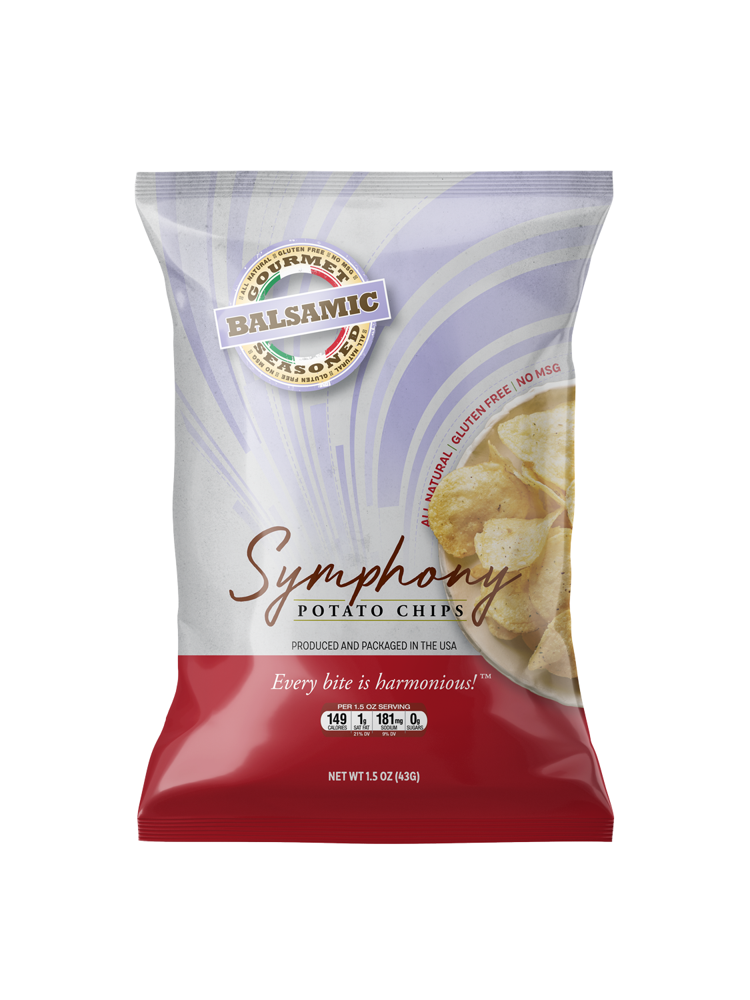 ALL NATURAL GLUTEN FREE NO MSG
GOURMET
BALSAMIC
SEASONED
ALL NATURAL GLUTEN FREE NO MSG
ALL NATURAL | GLUTEN FREE | NO MSG
Symphony
POTATO CHIPS
PRODUCED AND PACKAGED IN THE USA
Every bite is harmonious!™
PER 1.5 OZ SERVING
149 1g 181mg 0g
CALORIES SAT FAT SODIUM SUGARS
21% DV 9% DV
NET WT 1.5 OZ (43G)